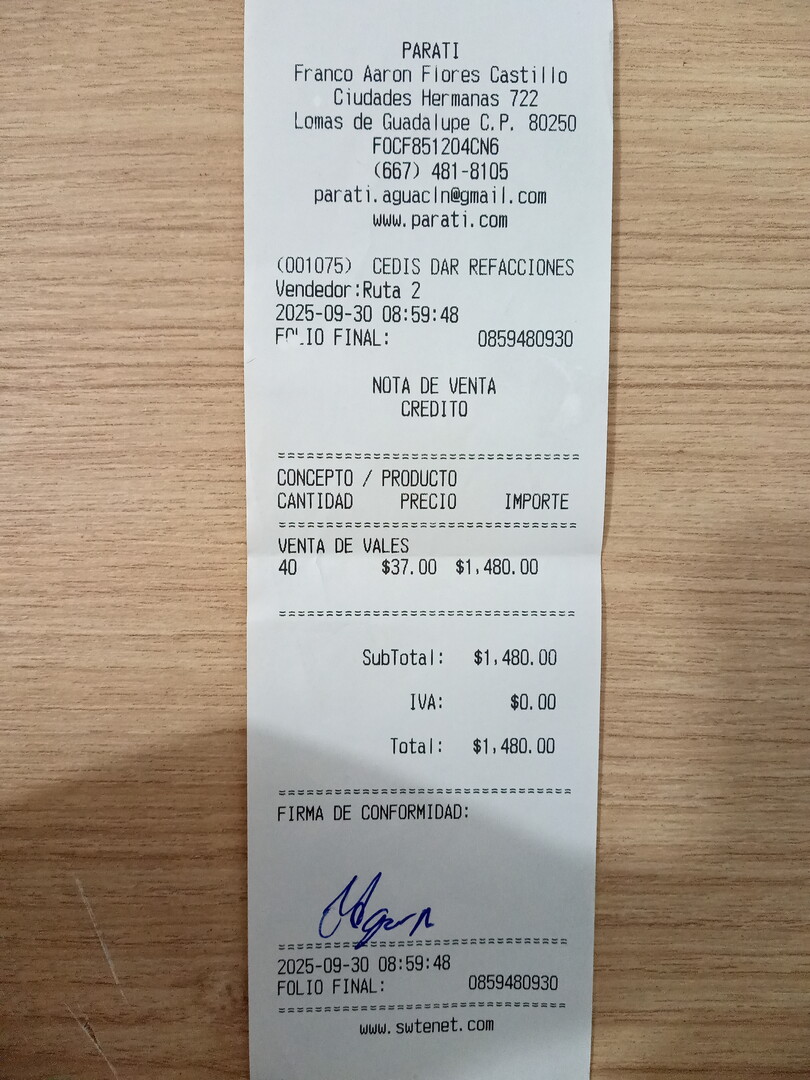 PARATI
Franco Aaron Flores Castillo
Ciudades Hermanas 722
Lomas de Guadalupe C.P. 80250
FOCF851204CN6
(667) 481-8105
parati.aguacln@gmail.com
www.parati.com
(001075) CEDIS DAR REFACCIONES
Vendedor:Ruta 2
2025-09-30 08:59:48
FOLIO FINAL: 0859480930
NOTA DE VENTA
CREDITO
================================
CONCEPTO / PRODUCTO
CANTIDAD PRECIO IMPORTE
================================
VENTA DE VALES
40 $37.00 $1,480.00
================================
SubTotal: $1,480.00
IVA: $0.00
Total: $1,480.00
================================
FIRMA DE CONFORMIDAD:
================================
2025-09-30 08:59:48
FOLIO FINAL: 0859480930
================================
www.swtenet.com